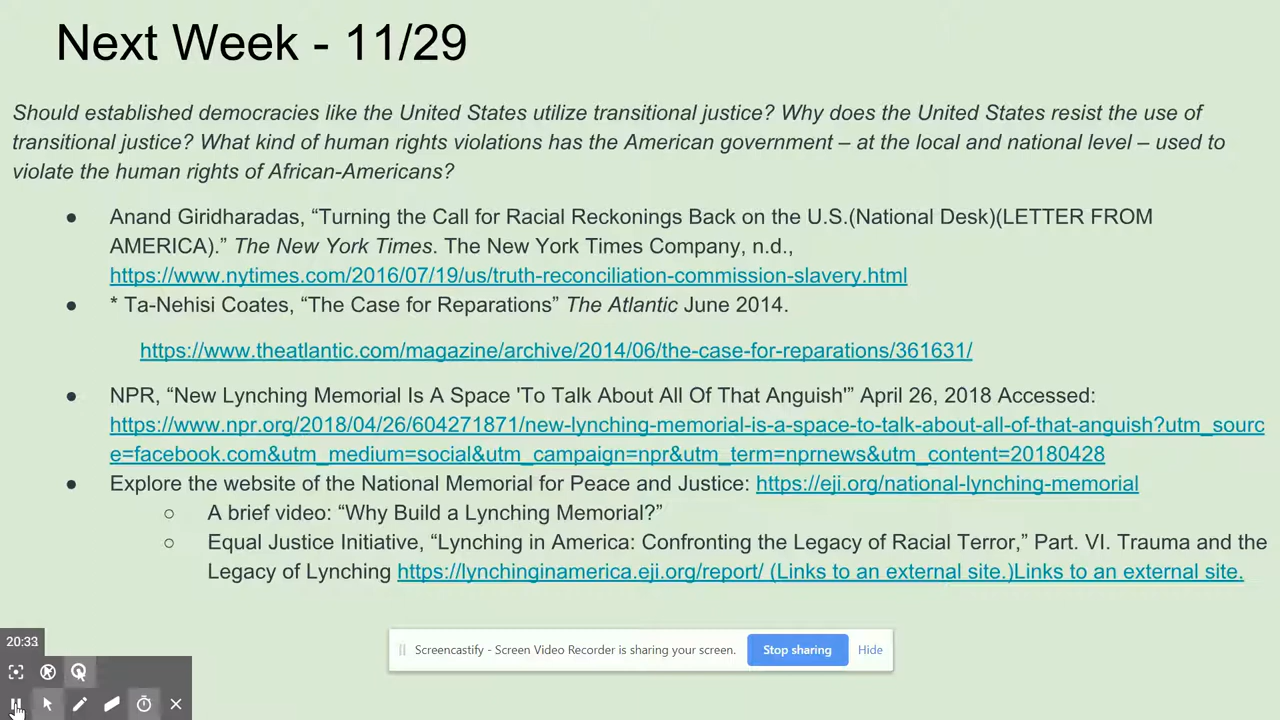 Next Week - 11/29
Should established democracies like the United States utilize transitional justice? Why does the United States resist the use of
transitional justice? What kind of human rights violations has the American government – at the local and national level – used to
violate the human rights of African-Americans?
● Anand Giridharadas, “Turning the Call for Racial Reckonings Back on the U.S.(National Desk)(LETTER FROM
AMERICA).” The New York Times. The New York Times Company, n.d.,
https://www.nytimes.com/2016/07/19/us/truth-reconciliation-commission-slavery.html
● * Ta-Nehisi Coates, “The Case for Reparations” The Atlantic June 2014.
https://www.theatlantic.com/magazine/archive/2014/06/the-case-for-reparations/361631/
● NPR, “New Lynching Memorial Is A Space 'To Talk About All Of That Anguish'” April 26, 2018 Accessed:
https://www.npr.org/2018/04/26/604271871/new-lynching-memorial-is-a-space-to-talk-about-all-of-that-anguish?utm_sourc
e=facebook.com&utm_medium=social&utm_campaign=npr&utm_term=nprnews&utm_content=20180428
● Explore the website of the National Memorial for Peace and Justice: https://eji.org/national-lynching-memorial
○ A brief video: “Why Build a Lynching Memorial?”
○ Equal Justice Initiative, “Lynching in America: Confronting the Legacy of Racial Terror,” Part. VI. Trauma and the
Legacy of Lynching https://lynchinginamerica.eji.org/report/ (Links to an external site.)Links to an external site.
20:33
Screencastify - Screen Video Recorder is sharing your screen. Stop sharing Hide